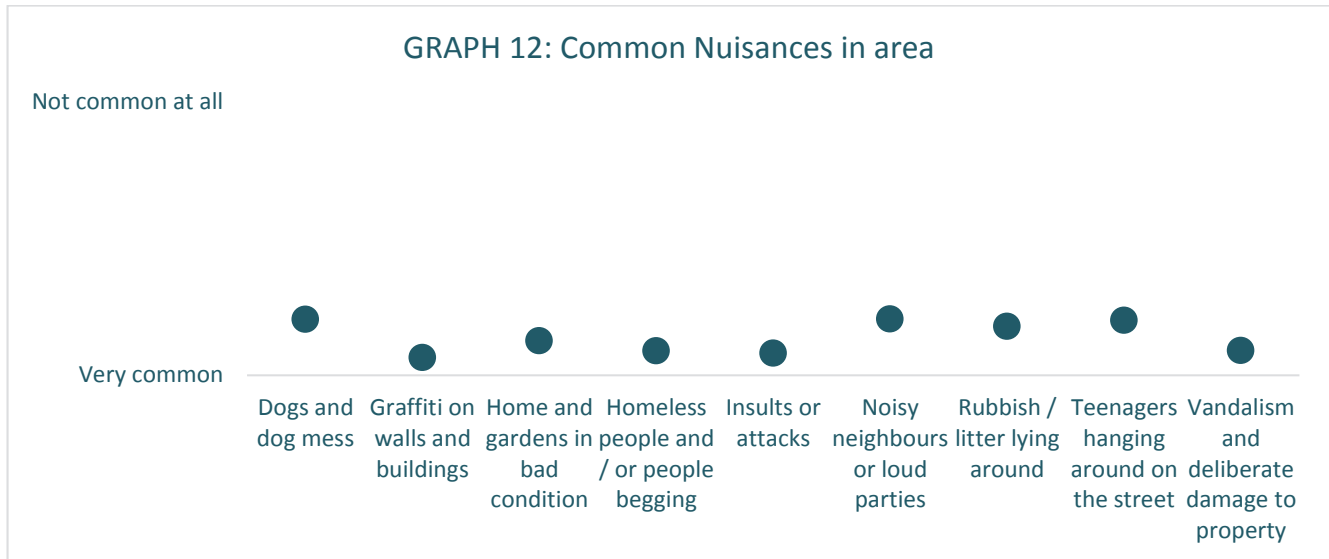 GRAPH 12: Common Nuisances in area
Not common at all
Very common
Dogs and
dog mess
Graffiti on
walls and
buildings
Home and
gardens in
bad
condition
Homeless
people and
/ or people
begging
Insults or
attacks
Noisy
neighbours
or loud
parties
Rubbish /
litter lying
around
Teenagers
hanging
around on
the street
Vandalism
and
deliberate
damage to
property